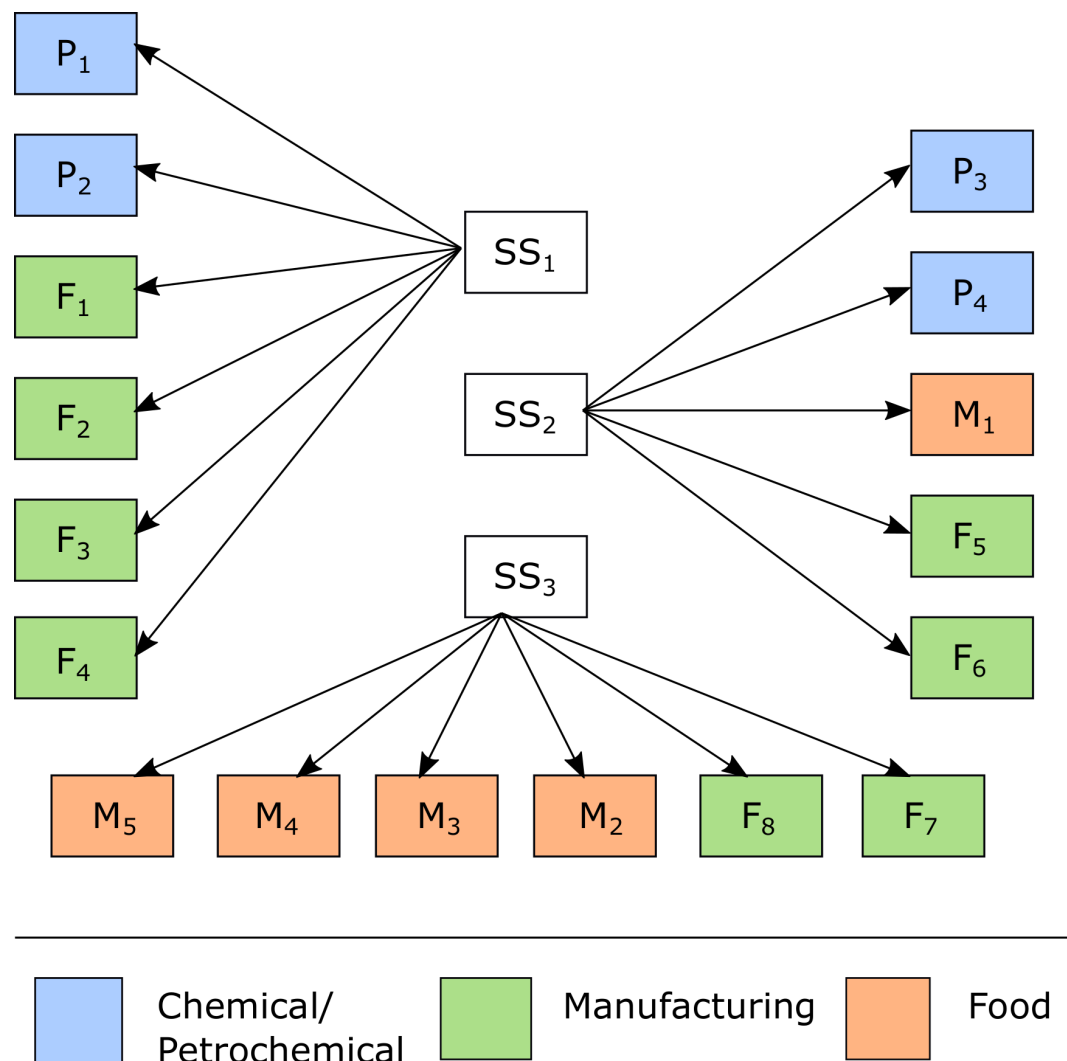 P₁
P₂
F₁
F₂
F₃
F₄
SS₁
SS₂
SS₃
P₃
P₄
M₁
F₅
F₆
M₅
M₄
M₃
M₂
F₈
F₇
Chemical/
Petrochemical
Manufacturing
Food